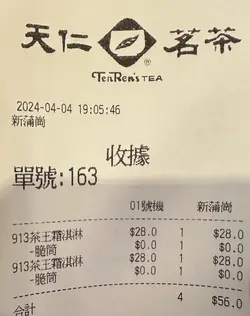 天仁 茗茶
®
TenRen's TEA
2024-04-04 19:05:46
新蒲崗
收據
單號:163
01號機 新蒲崗
913茶王霜淇淋 $28.0 1 $28.0
-脆筒 $0.0 1 $0.0
913茶王霜淇淋 $28.0 1 $28.0
-脆筒 $0.0 1 $0.0
合計 4 $56.0